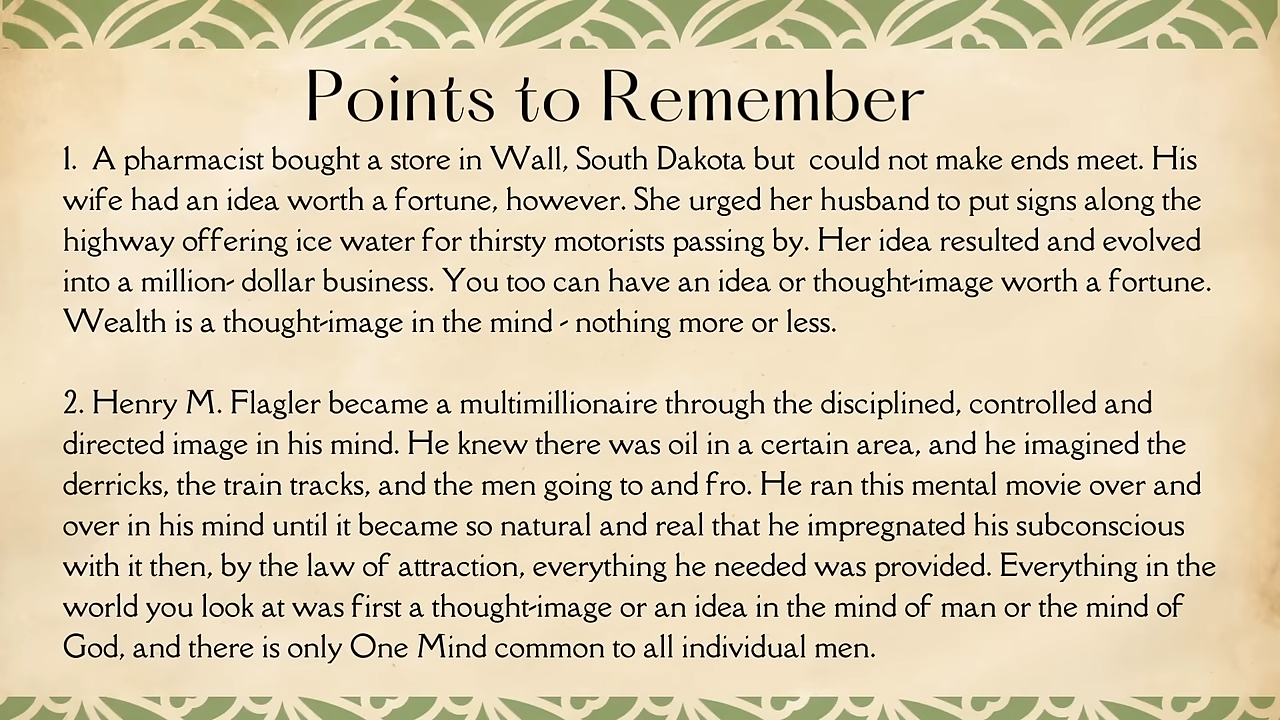 Points to Remember
1.  A pharmacist bought a store in Wall, South Dakota but  could not make ends meet. His
wife had an idea worth a fortune, however. She urged her husband to put signs along the
highway offering ice water for thirsty motorists passing by. Her idea resulted and evolved
into a million- dollar business. You too can have an idea or thought-image worth a fortune.
Wealth is a thought-image in the mind - nothing more or less.
2. Henry M. Flagler became a multimillionaire through the disciplined, controlled and
directed image in his mind. He knew there was oil in a certain area, and he imagined the
derricks, the train tracks, and the men going to and fro. He ran this mental movie over and
over in his mind until it became so natural and real that he impregnated his subconscious
with it then, by the law of attraction, everything he needed was provided. Everything in the
world you look at was first a thought-image or an idea in the mind of man or the mind of
God, and there is only One Mind common to all individual men.